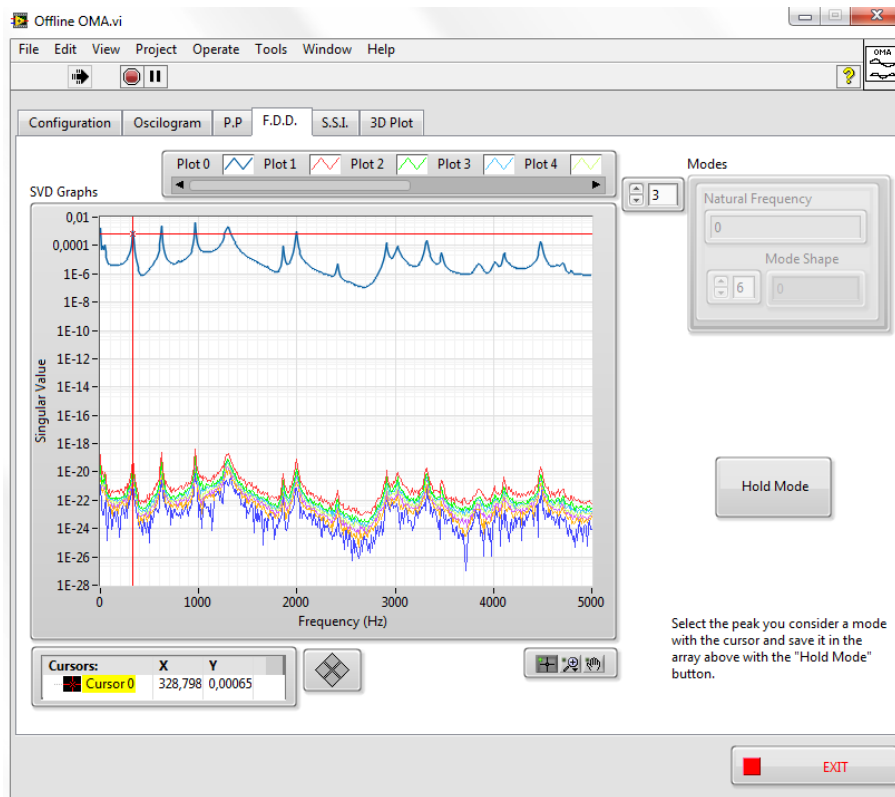 Offline OMA.vi
File Edit View Project Operate Tools Window Help
OMA
?
Configuration Oscilogram P.P F.D.D. S.S.I. 3D Plot
Plot 0 Plot 1 Plot 2 Plot 3 Plot 4
SVD Graphs
3
Modes
Natural Frequency
0
Mode Shape
6 0
0,01
0,0001
1E-6
1E-8
1E-10
1E-12
1E-14
1E-16
1E-18
1E-20
1E-22
1E-24
1E-26
1E-28
Singular Value
0 1000 2000 3000 4000 5000
Frequency (Hz)
Hold Mode
Select the peak you consider a mode
with the cursor and save it in the
array above with the "Hold Mode"
button.
Cursors: X Y
Cursor 0 328,798 0,00065
EXIT